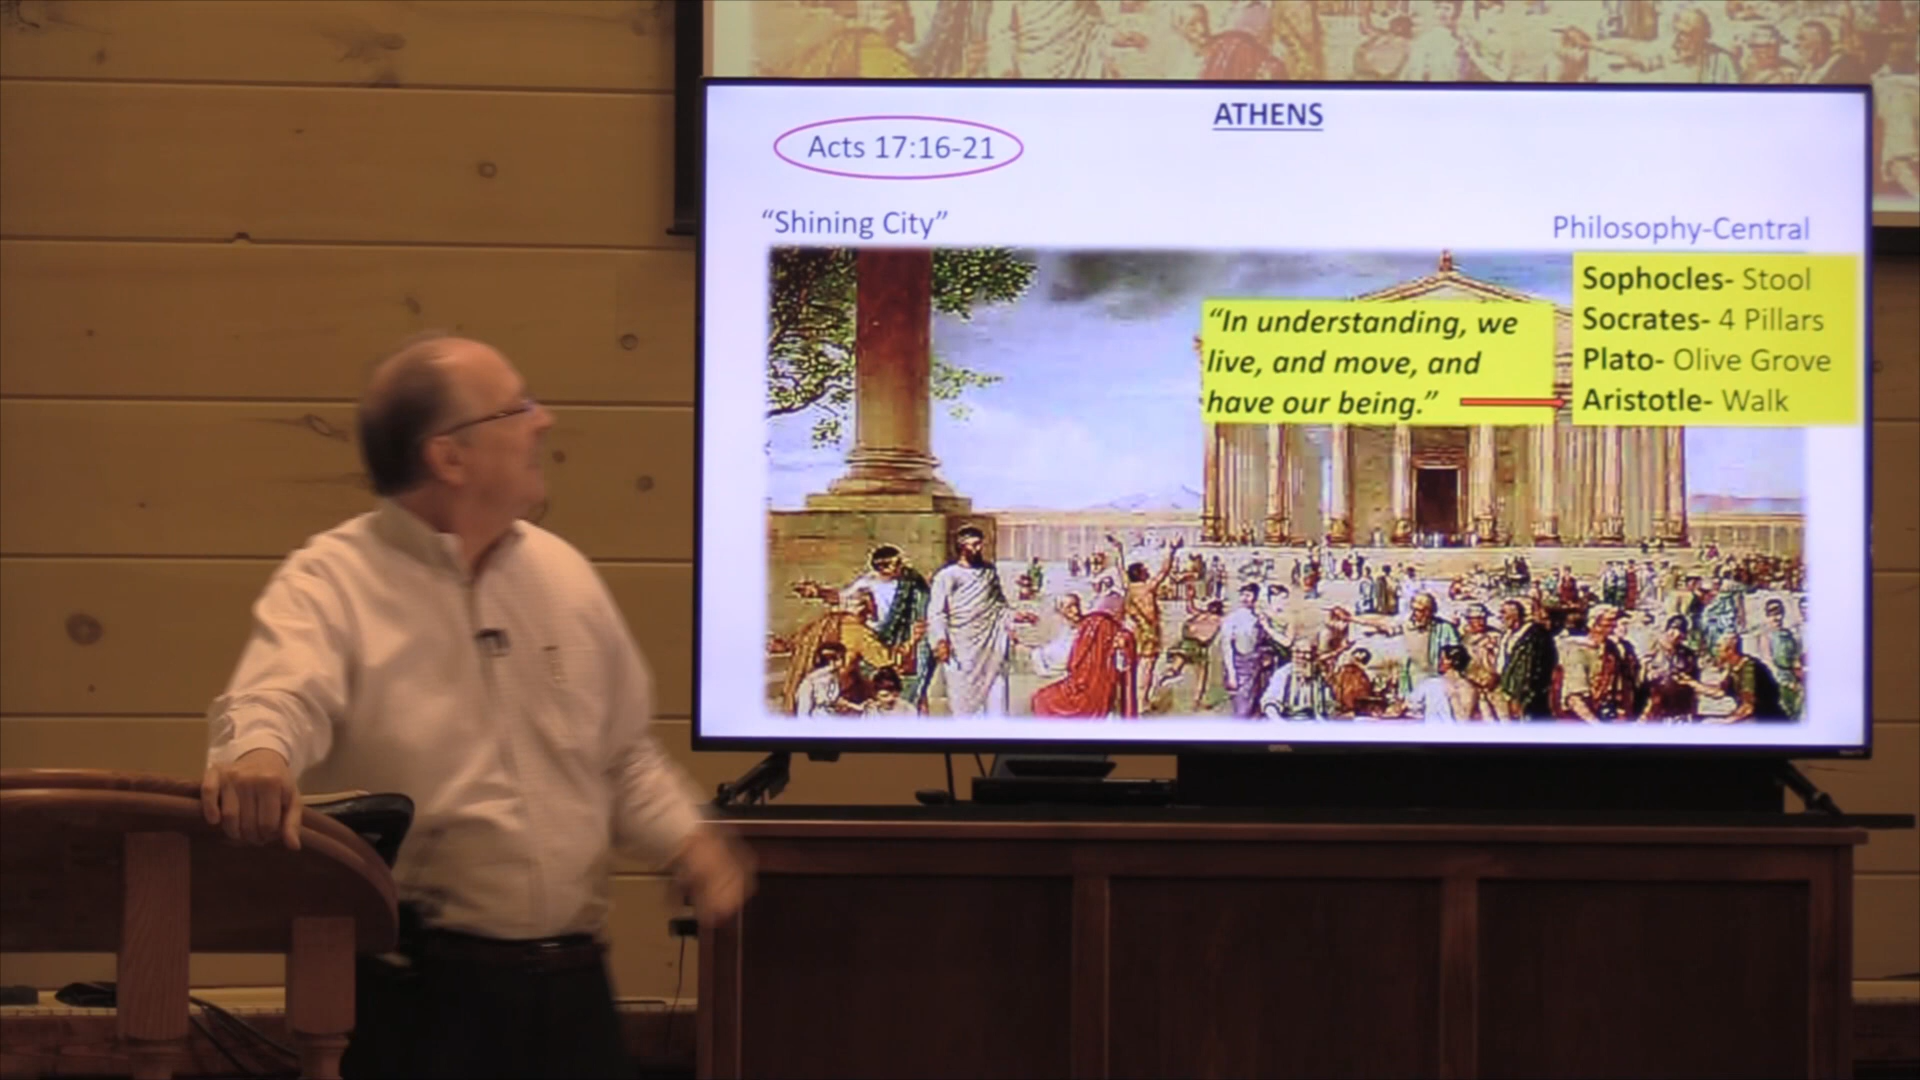 ATHENS
Acts 17:16-21
“Shining City”
Philosophy-Central
“In understanding, we
live, and move, and
have our being.”
Sophocles- Stool
Socrates- 4 Pillars
Plato- Olive Grove
Aristotle- Walk